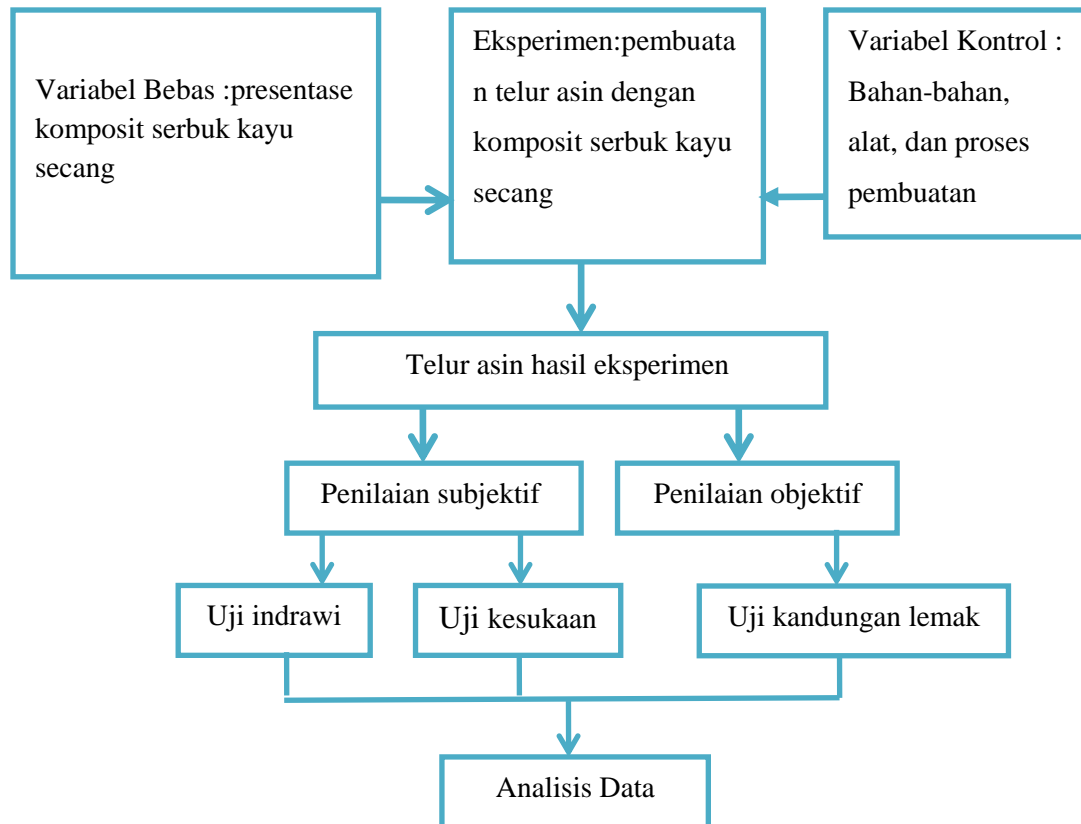 Variabel Bebas :presentase
komposit serbuk kayu
secang
Eksperimen:pembuata
n telur asin dengan
komposit serbuk kayu
secang
Variabel Kontrol :
Bahan-bahan,
alat, dan proses
pembuatan
Telur asin hasil eksperimen
Penilaian subjektif
Penilaian objektif
Uji indrawi
Uji kesukaan
Uji kandungan lemak
Analisis Data